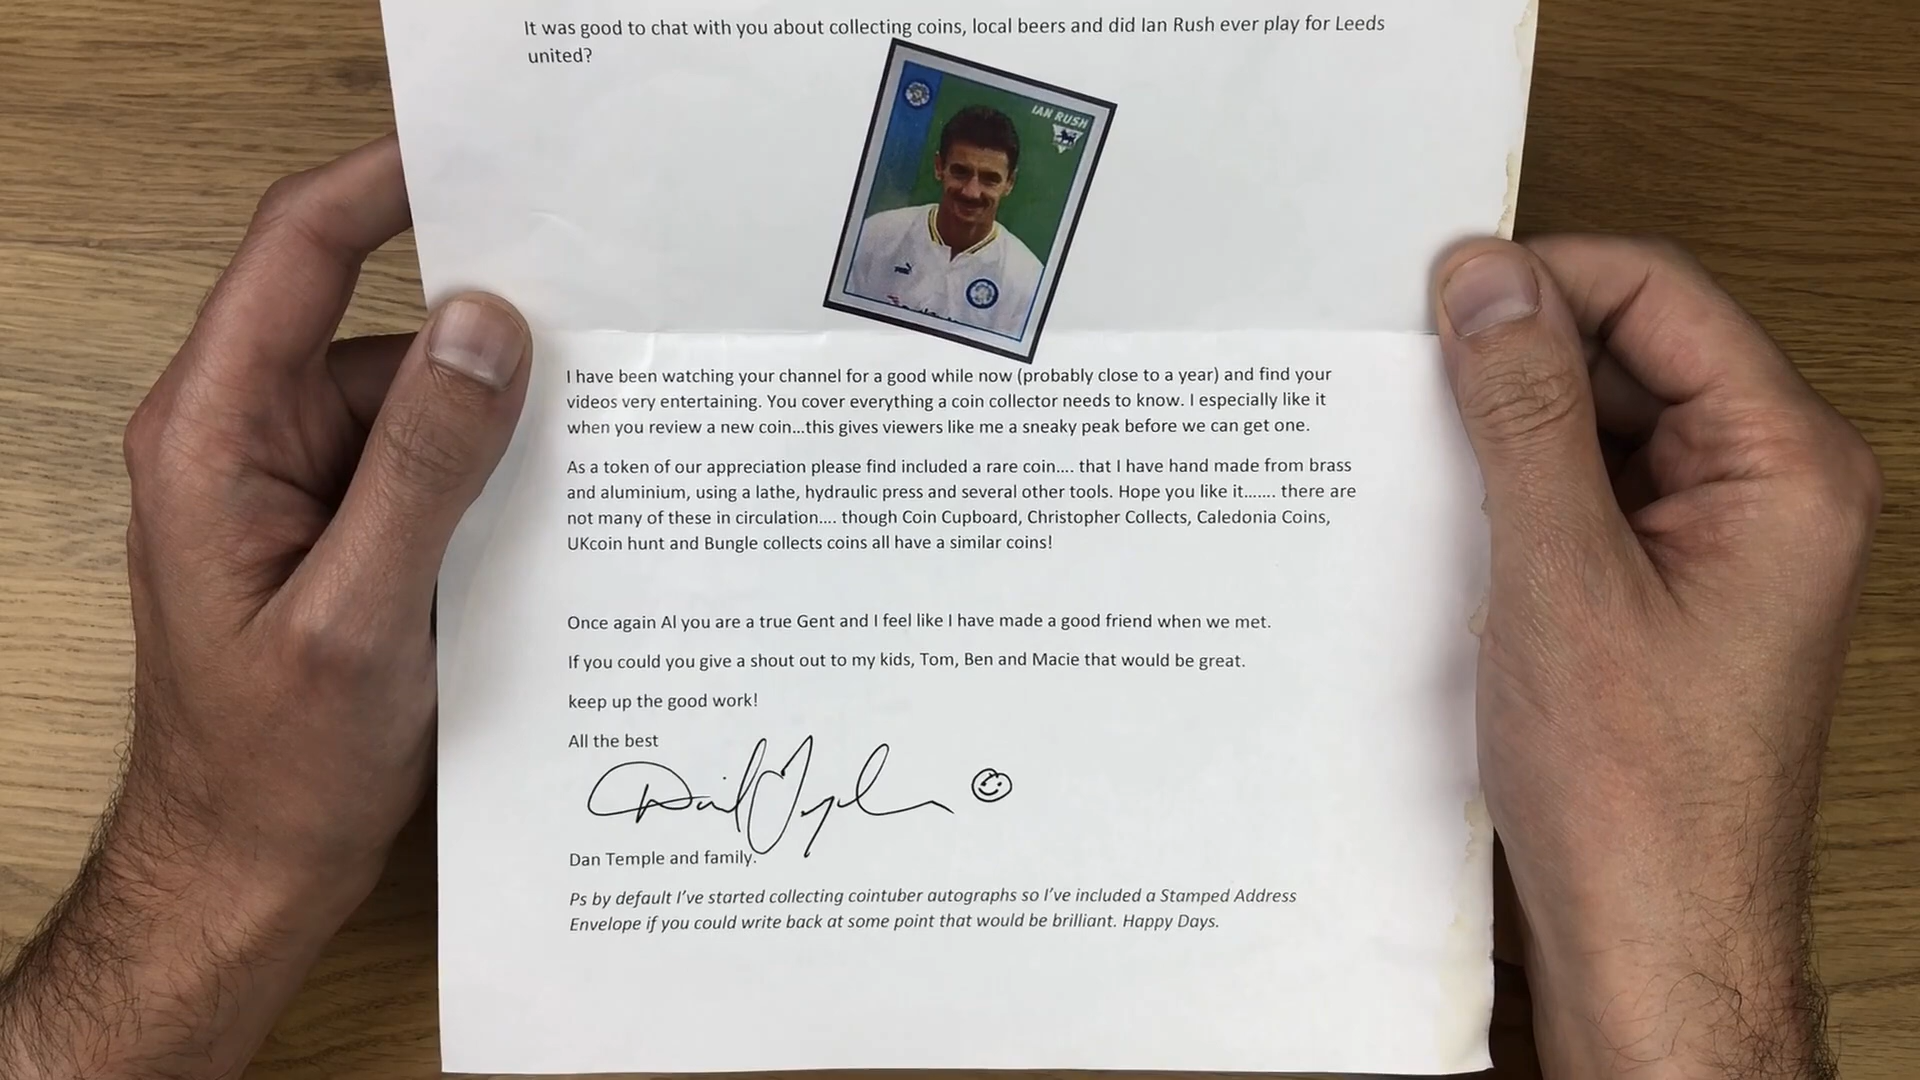 It was good to chat with you about collecting coins, local beers and did Ian Rush ever play for Leeds
united?
IAN RUSH
I have been watching your channel for a good while now (probably close to a year) and find your
videos very entertaining. You cover everything a coin collector needs to know. I especially like it
when you review a new coin...this gives viewers like me a sneaky peak before we can get one.
As a token of our appreciation please find included a rare coin.... that I have hand made from brass
and aluminium, using a lathe, hydraulic press and several other tools. Hope you like it....... there are
not many of these in circulation.... though Coin Cupboard, Christopher Collects, Caledonia Coins,
UKcoin hunt and Bungle collects coins all have a similar coins!
Once again Al you are a true Gent and I feel like I have made a good friend when we met.
If you could you give a shout out to my kids, Tom, Ben and Macie that would be great.
keep up the good work!
All the best
Dan Temple and family.
Ps by default I've started collecting cointuber autographs so I've included a Stamped Address
Envelope if you could write back at some point that would be brilliant. Happy Days.